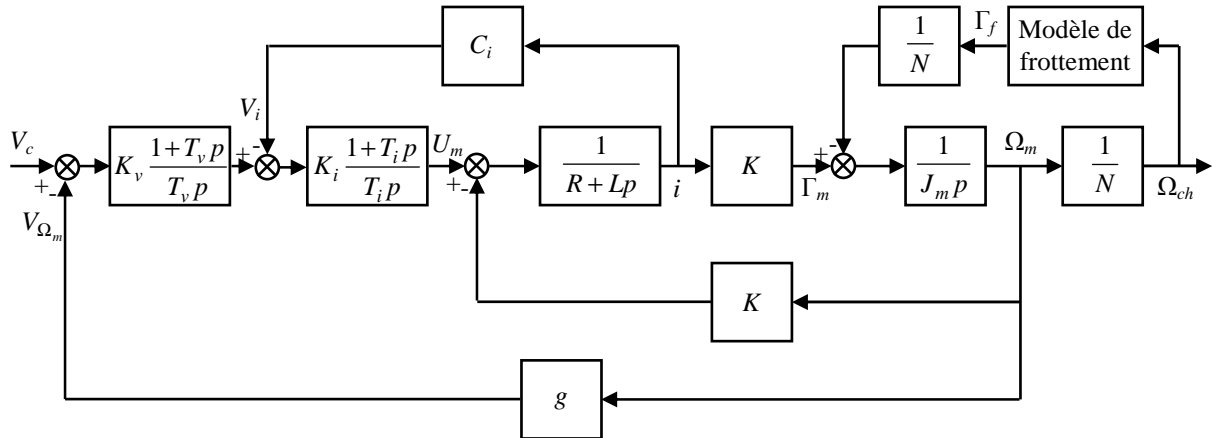 C_i
1/N
Γ_f
Modèle de
frottement
V_i
V_c
+
-
K_v (1+T_v p)/(T_v p)
+
-
K_i (1+T_i p)/(T_i p)
U_m
+
-
1/(R+Lp)
i
K
Γ_m
+
-
1/(J_m p)
Ω_m
1/N
Ω_ch
V_Ω_m
K
g